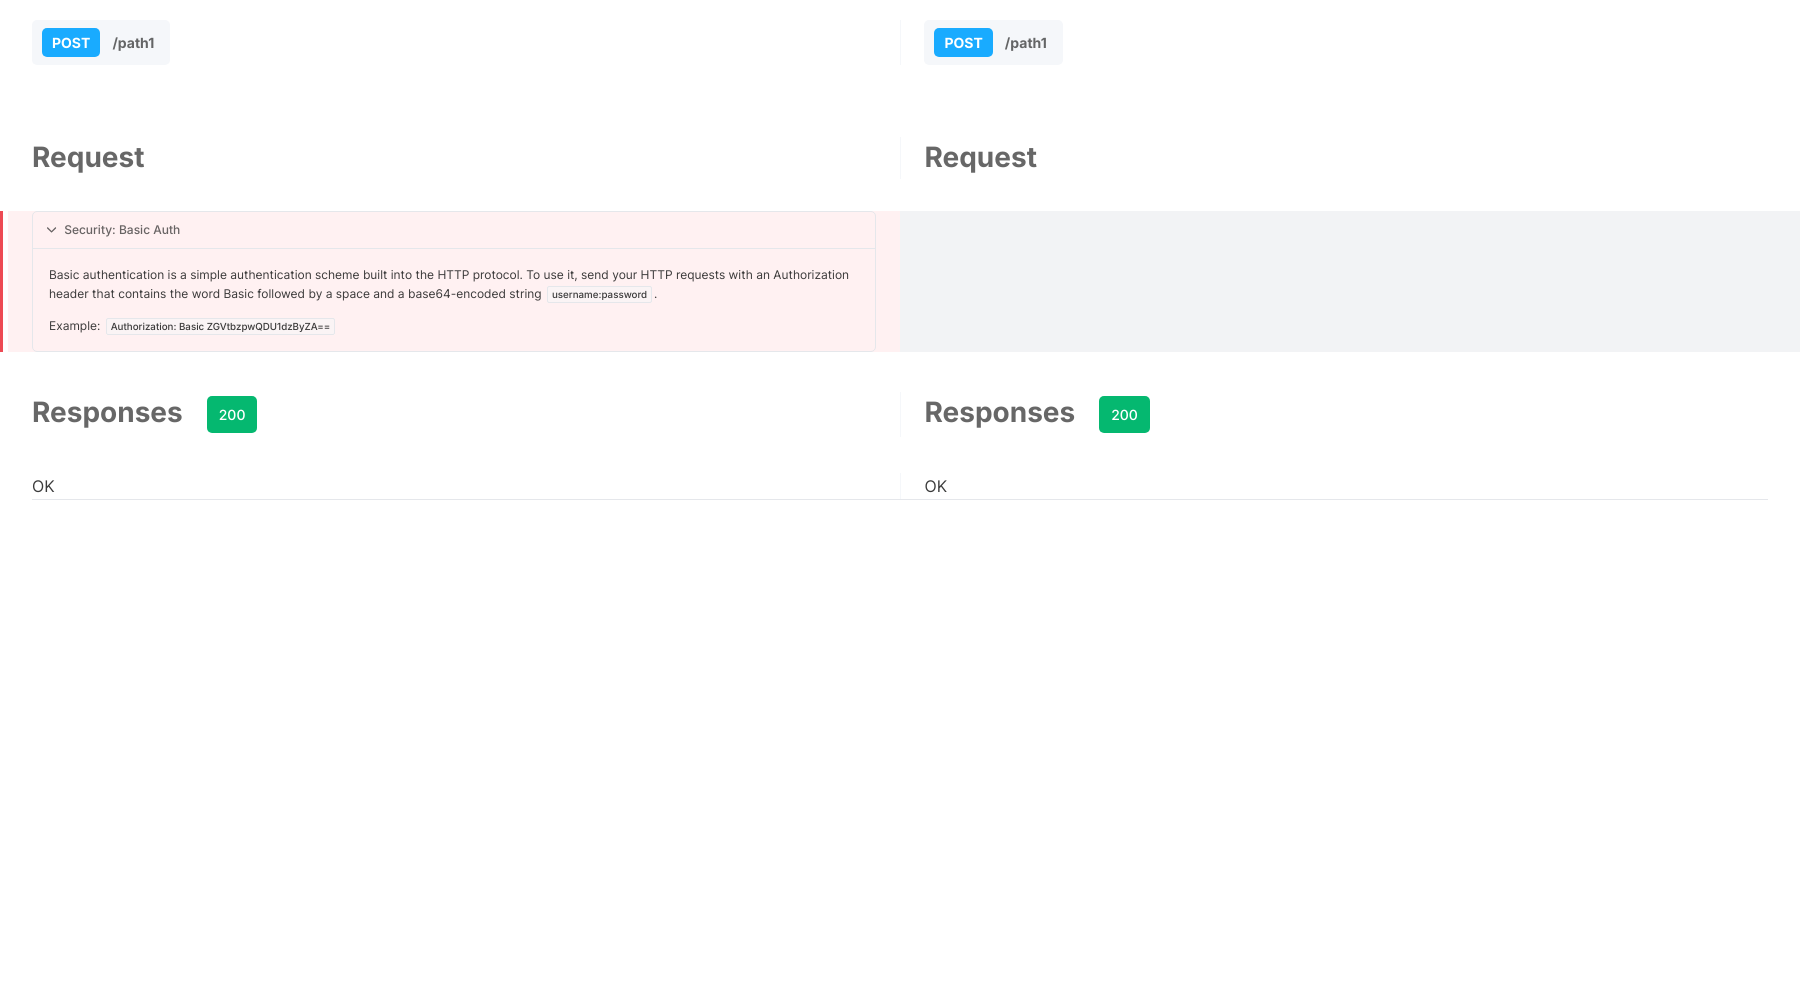 POST /path1
POST /path1
Request
Request
Security: Basic Auth
Basic authentication is a simple authentication scheme built into the HTTP protocol. To use it, send your HTTP requests with an Authorization
header that contains the word Basic followed by a space and a base64-encoded string username:password .
Example: Authorization: Basic ZGVtbzpwQDU1dzByZA==
Responses 200
Responses 200
OK
OK